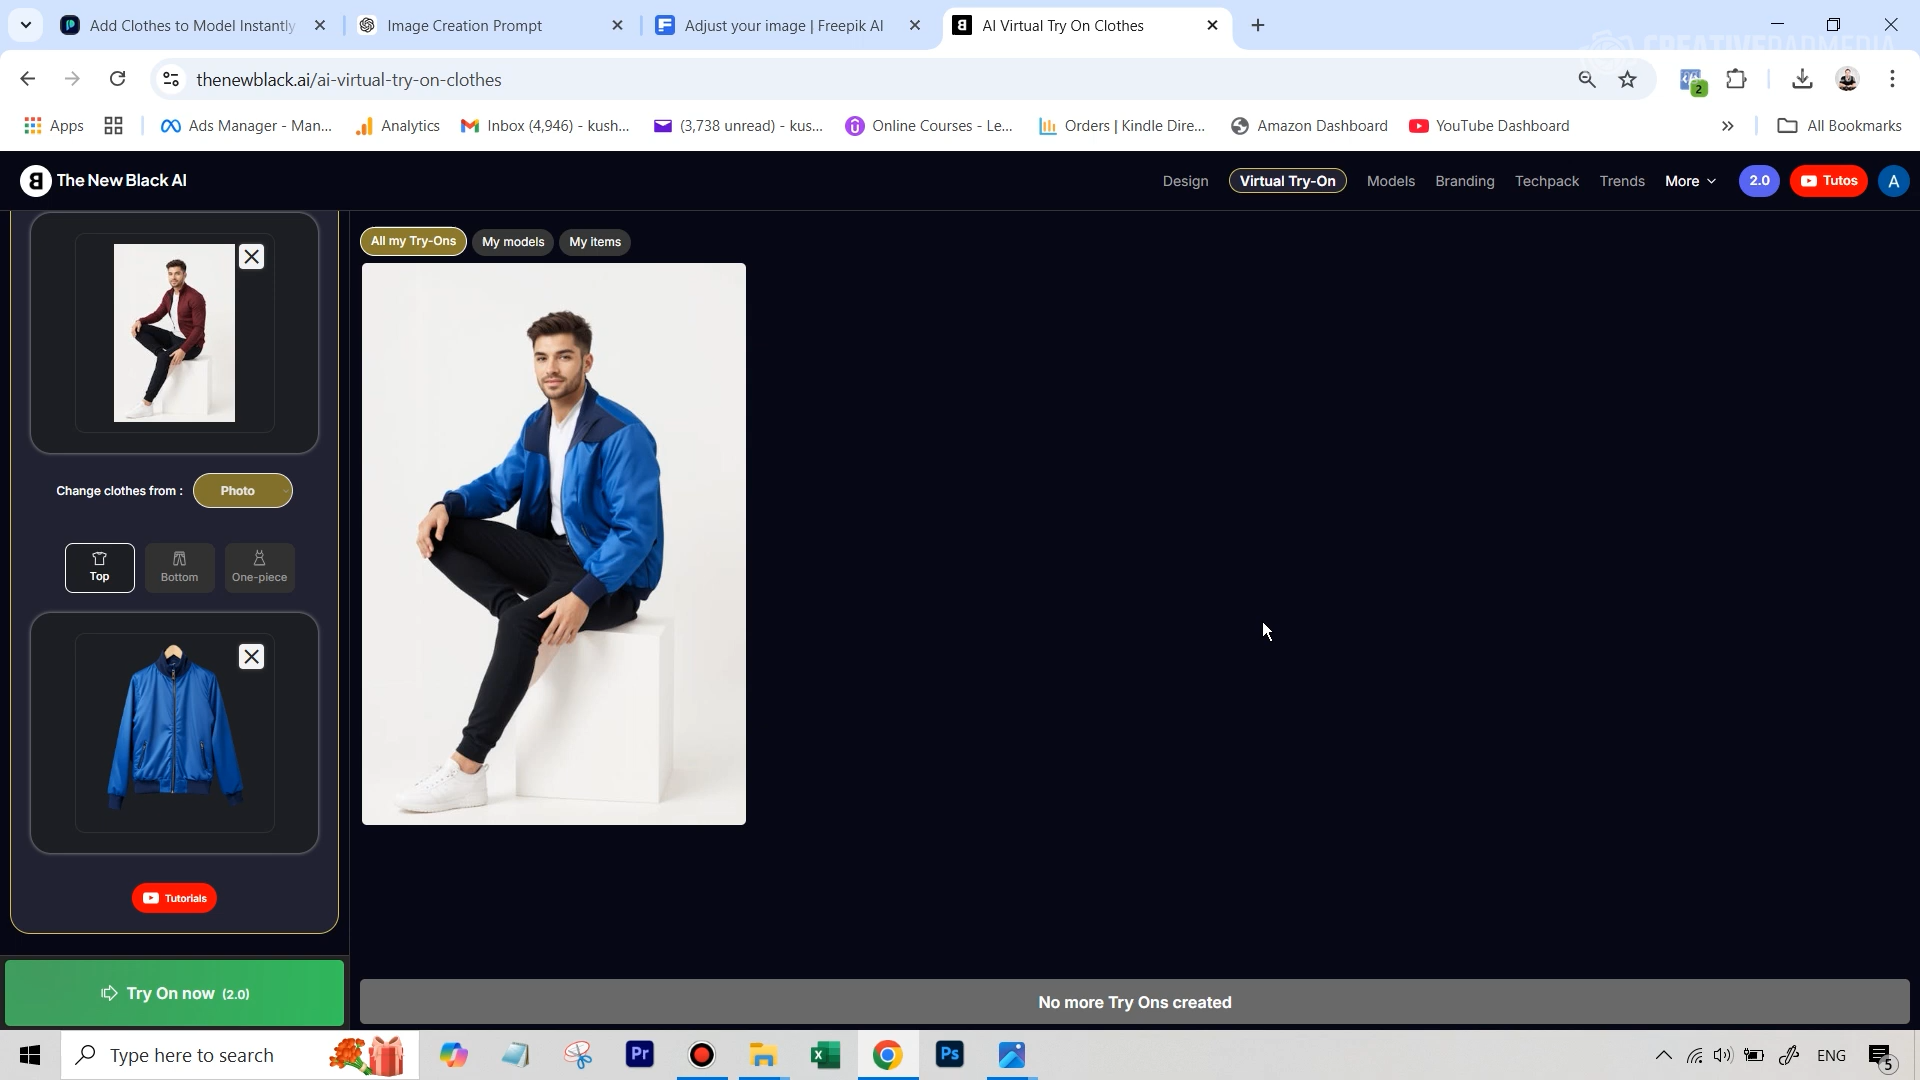 Add Clothes to Model Instantly
Image Creation Prompt
Adjust your image | Freepik AI
AI Virtual Try On Clothes
CREATIVEDADMEDIA
thenewblack.ai/ai-virtual-try-on-clothes
2
Apps
Ads Manager - Man...
Analytics
Inbox (4,946) - kush...
(3,738 unread) - kus...
Online Courses - Le...
Orders | Kindle Dire...
Amazon Dashboard
YouTube Dashboard
All Bookmarks
The New Black AI
Design
Virtual Try-On
Models
Branding
Techpack
Trends
More
2.0
Tutos
A
All my Try-Ons
My models
My items
Change clothes from :
Photo
Top
Bottom
One-piece
Tutorials
Try On now (2.0)
No more Try Ons created
Type here to search
Pr
Ps
ENG
5